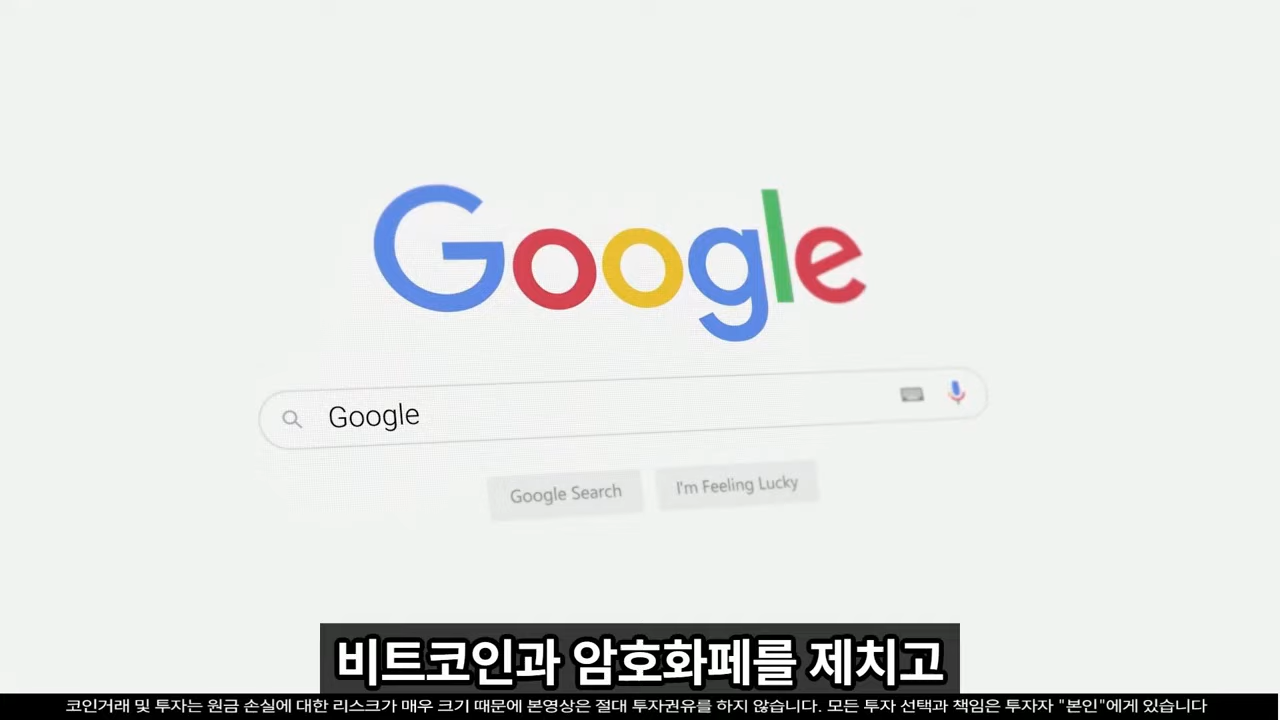 Google
Google
Google Search
I'm Feeling Lucky
비트코인과 암호화폐를 제치고
코인거래 및 투자는 원금 손실에 대한 리스크가 매우 크기 때문에 본영상은 절대 투자권유를 하지 않습니다. 모든 투자 선택과 책임은 투자자 "본인"에게 있습니다